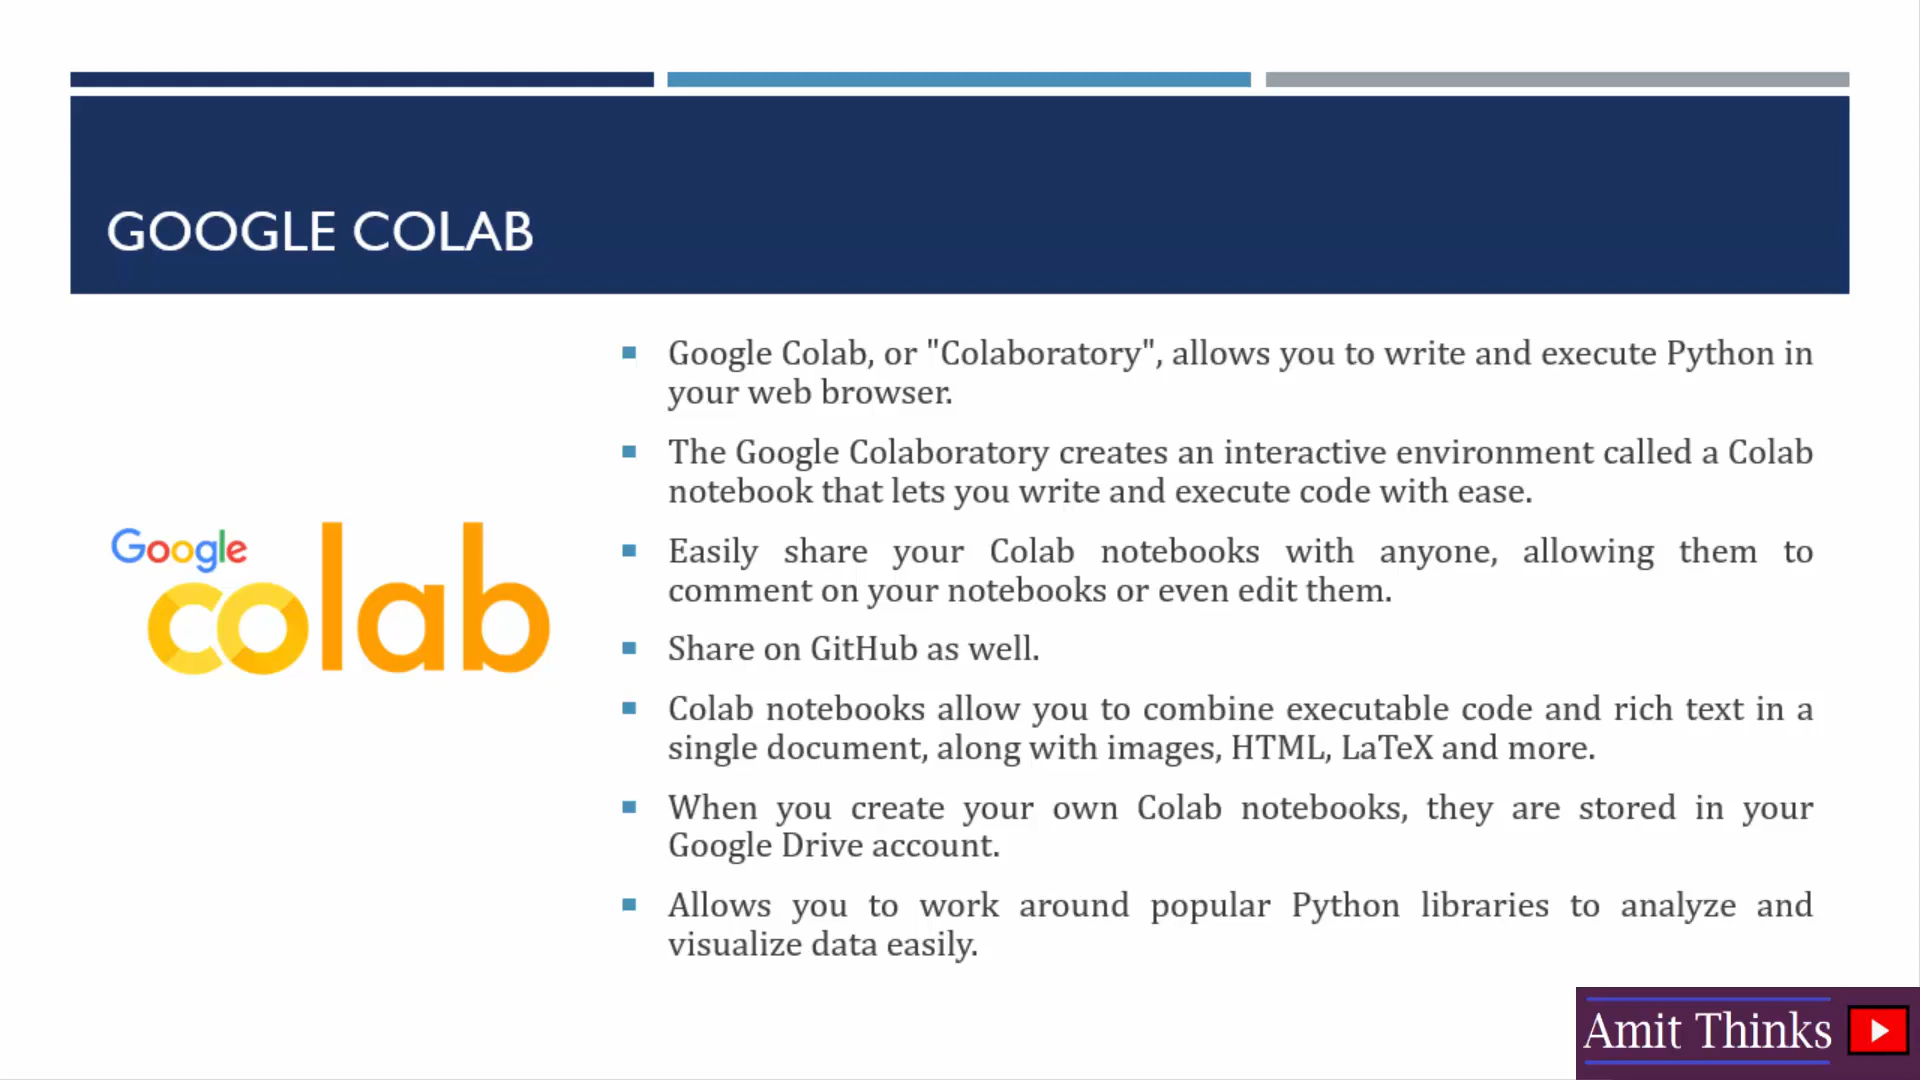 GOOGLE COLAB
Google
colab
Google Colab, or "Colaboratory", allows you to write and execute Python in
your web browser.
The Google Colaboratory creates an interactive environment called a Colab
notebook that lets you write and execute code with ease.
Easily share your Colab notebooks with anyone, allowing them to
comment on your notebooks or even edit them.
Share on GitHub as well.
Colab notebooks allow you to combine executable code and rich text in a
single document, along with images, HTML, LaTeX and more.
When you create your own Colab notebooks, they are stored in your
Google Drive account.
Allows you to work around popular Python libraries to analyze and
visualize data easily.
Amit Thinks